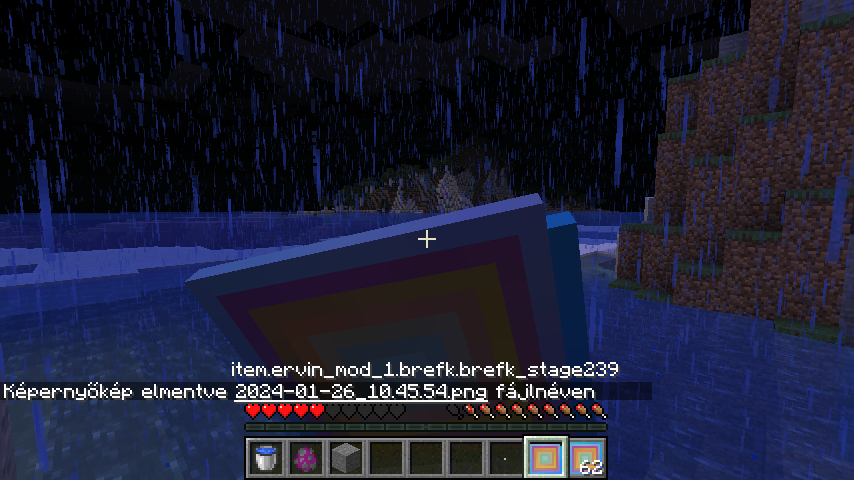 item.ervin_mod_1.brefk.brefk_stage239
Képernyőkép elmentve 2024-01-26_10.45.54.png fájlnéven
62